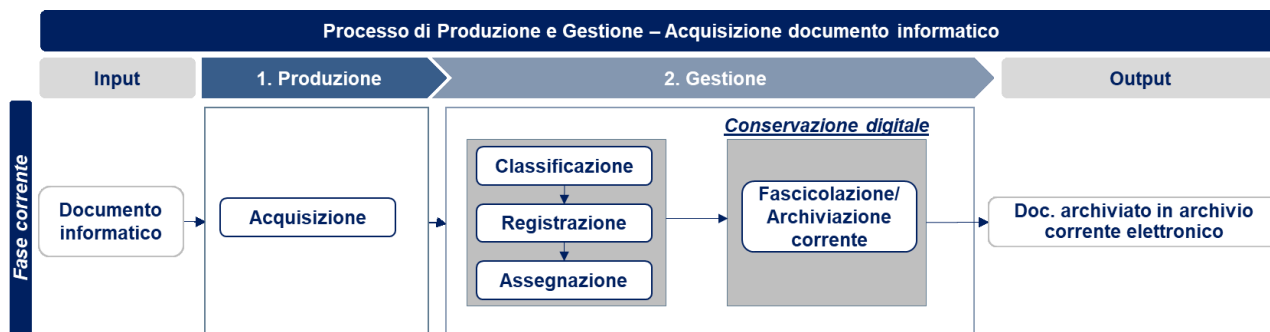 Processo di Produzione e Gestione – Acquisizione documento informatico
Input
1. Produzione
2. Gestione
Output
Fase corrente
Documento
informatico
Acquisizione
Classificazione
Registrazione
Assegnazione
Conservazione digitale
Fascicolazione/
Archiviazione
corrente
Doc. archiviato in archivio
corrente elettronico